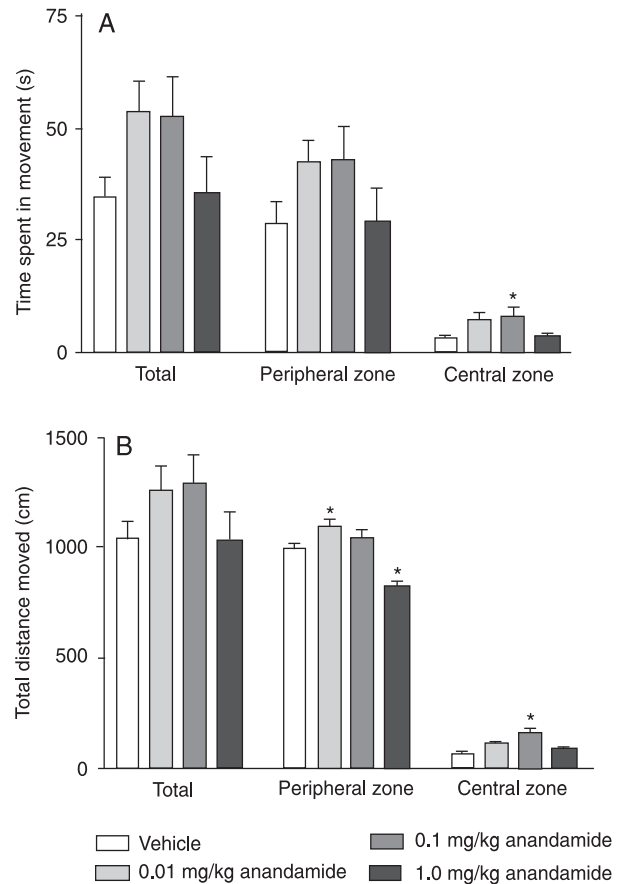 A
75
50
25
0
Time spent in movement (s)
*
Total Peripheral zone Central zone
B
1500
1000
500
0
Total distance moved (cm)
*
*
*
Total Peripheral zone Central zone
Vehicle
0.01 mg/kg anandamide
0.1 mg/kg anandamide
1.0 mg/kg anandamide